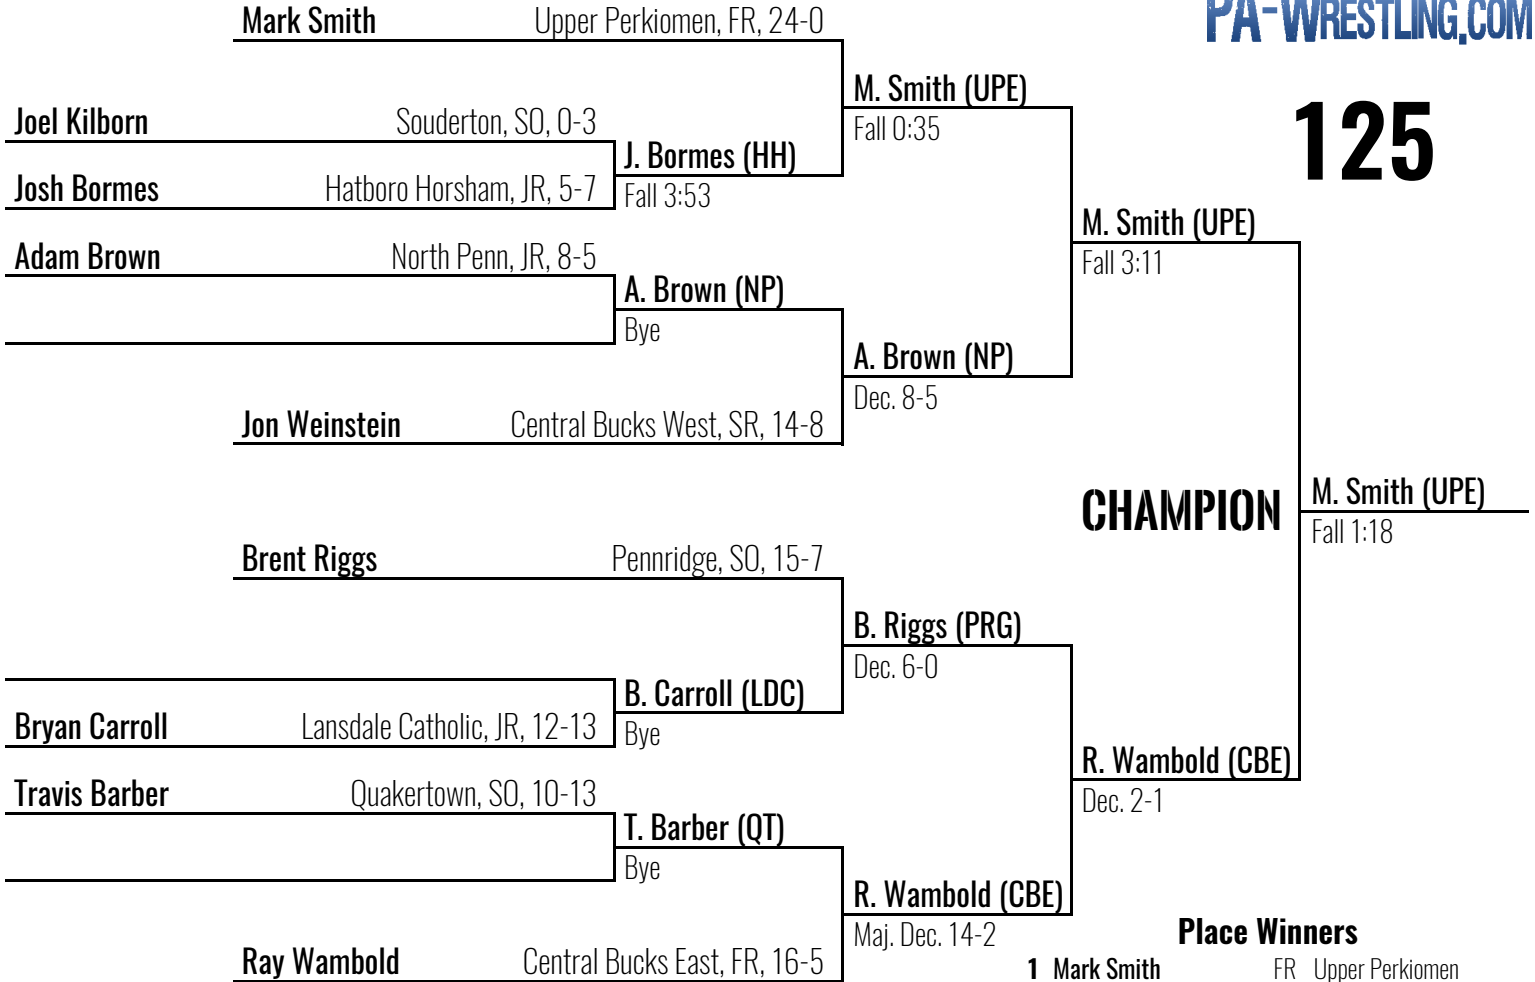 Mark Smith Upper Perkiomen, FR, 24-0
PA-WRESTLING.COM
M. Smith (UPE)
Fall 0:35
125
Joel Kilborn Souderton, SO, 0-3
J. Bormes (HH)
Fall 3:53
Josh Bormes Hatboro Horsham, JR, 5-7
M. Smith (UPE)
Fall 3:11
Adam Brown North Penn, JR, 8-5
A. Brown (NP)
Bye
A. Brown (NP)
Dec. 8-5
Jon Weinstein Central Bucks West, SR, 14-8
CHAMPION
M. Smith (UPE)
Fall 1:18
Brent Riggs Pennridge, SO, 15-7
B. Riggs (PRG)
Dec. 6-0
B. Carroll (LDC)
Bye
Bryan Carroll Lansdale Catholic, JR, 12-13
R. Wambold (CBE)
Dec. 2-1
Travis Barber Quakertown, SO, 10-13
T. Barber (QT)
Bye
R. Wambold (CBE)
Maj. Dec. 14-2
Ray Wambold Central Bucks East, FR, 16-5
Place Winners
1 Mark Smith FR Upper Perkiomen